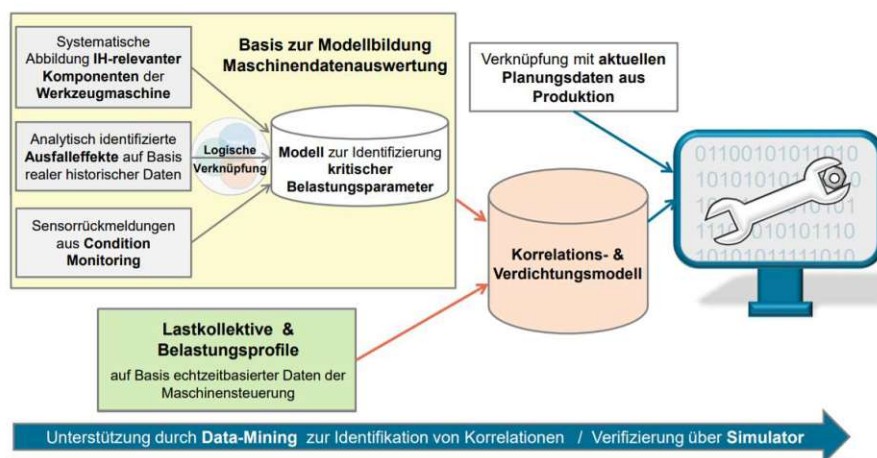 Systematische
Abbildung IH-relevanter
Komponenten der
Werkzeugmaschine
Analytisch identifizierte
Ausfalleffekte auf Basis
realer historischer Daten
Sensorrückmeldungen
aus Condition
Monitoring
Logische
Verknüpfung
Basis zur Modellbildung
Maschinendatenauswertung
Modell zur Identifizierung
kritischer
Belastungsparameter
Verknüpfung mit aktuellen
Planungsdaten aus
Produktion
Korrelations- &
Verdichtungsmodell
01100101011010
Lastkollektive &
Belastungsprofile
auf Basis echtzeitbasierter Daten der
Maschinensteuerung
Unterstützung durch Data-Mining zur Identifikation von Korrelationen / Verifizierung über Simulator